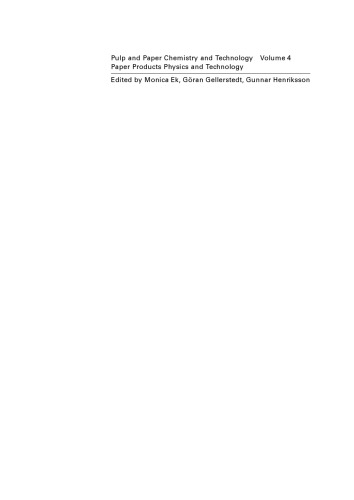 Pulp and Paper Chemistry and Technology   Volume 4
Paper Products Physics and Technology
Edited by Monica Ek, Göran Gellerstedt, Gunnar Henriksson